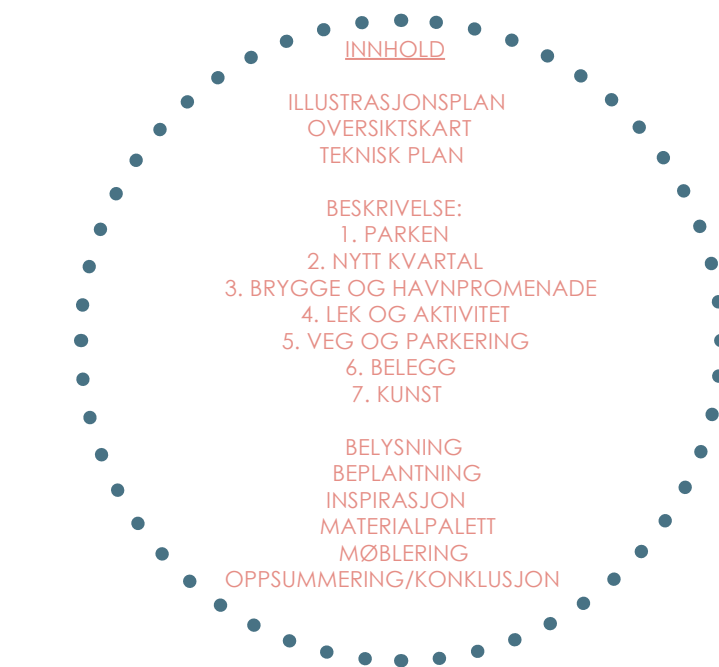 INNHOLD
ILLUSTRASJONSPLAN
OVERSIKTSKART
TEKNISK PLAN
BESKRIVELSE:
1. PARKEN
2. NYTT KVARTAL
3. BRYGGE OG HAVNPROMENADE
4. LEK OG AKTIVITET
5. VEG OG PARKERING
6. BELEGG
7. KUNST
BELYSNING
BEPLANTNING
INSPIRASJON
MATERIALPALETT
MØBLERING
OPPSUMMERING/KONKLUSJON